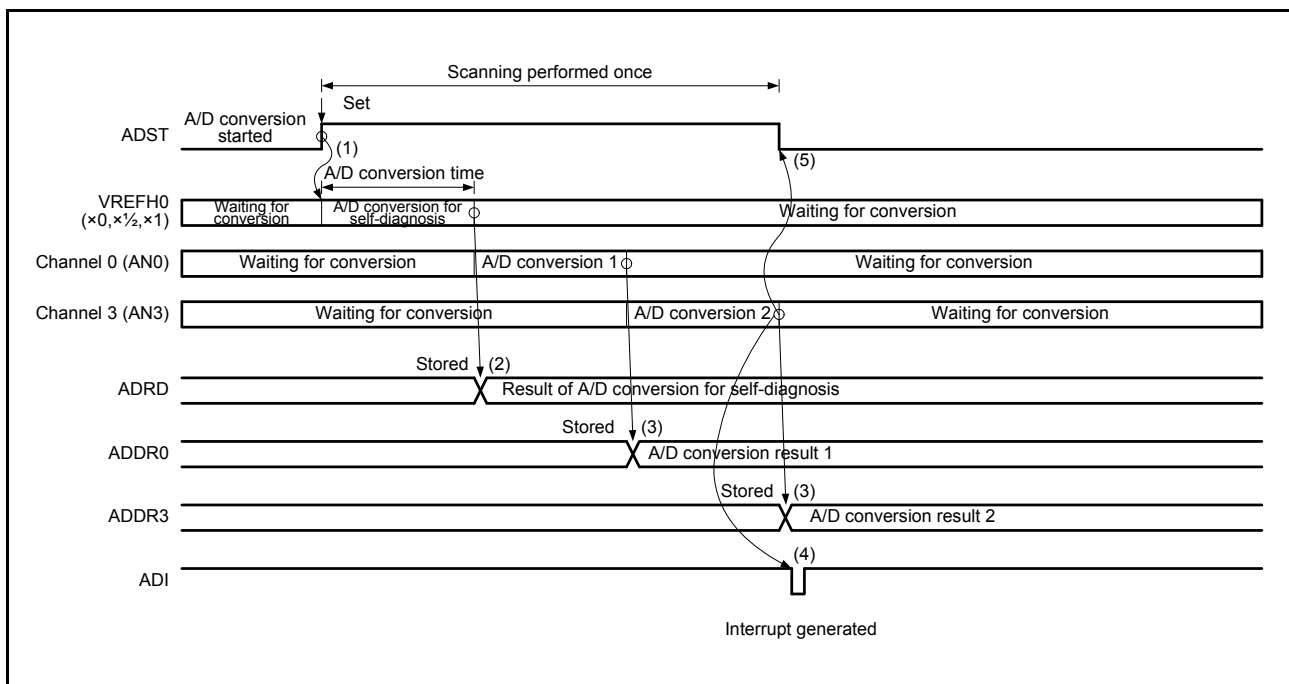 Scanning performed once
Set
A/D conversion
started
ADST
(1)
(5)
A/D conversion time
VREFH0
(×0,×½,×1)
Waiting for
conversion
A/D conversion for
self-diagnosis
Waiting for conversion
Channel 0 (AN0)
Waiting for conversion
A/D conversion 1
Waiting for conversion
Channel 3 (AN3)
Waiting for conversion
A/D conversion 2
Waiting for conversion
Stored
(2)
ADRD
Result of A/D conversion for self-diagnosis
Stored
(3)
ADDR0
A/D conversion result 1
Stored
(3)
ADDR3
A/D conversion result 2
(4)
ADI
Interrupt generated